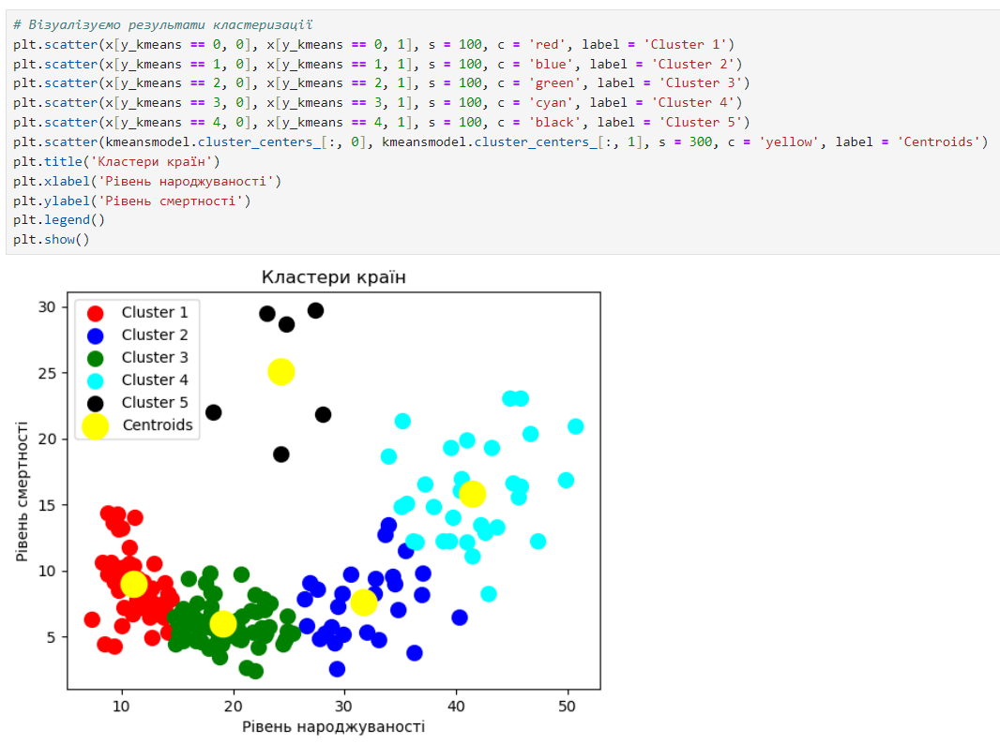 # Візуалізуємо результати кластеризації
plt.scatter(x[y_kmeans == 0, 0], x[y_kmeans == 0, 1], s = 100, c = 'red', label = 'Cluster 1')
plt.scatter(x[y_kmeans == 1, 0], x[y_kmeans == 1, 1], s = 100, c = 'blue', label = 'Cluster 2')
plt.scatter(x[y_kmeans == 2, 0], x[y_kmeans == 2, 1], s = 100, c = 'green', label = 'Cluster 3')
plt.scatter(x[y_kmeans == 3, 0], x[y_kmeans == 3, 1], s = 100, c = 'cyan', label = 'Cluster 4')
plt.scatter(x[y_kmeans == 4, 0], x[y_kmeans == 4, 1], s = 100, c = 'black', label = 'Cluster 5')
plt.scatter(kmeansmodel.cluster_centers_[:, 0], kmeansmodel.cluster_centers_[:, 1], s = 300, c = 'yellow', label = 'Centroids')
plt.title('Кластери країн')
plt.xlabel('Рівень народжуваності')
plt.ylabel('Рівень смертності')
plt.legend()
plt.show()
Кластери країн
Cluster 1
Cluster 2
Cluster 3
Cluster 4
Cluster 5
Centroids
30
25
20
15
10
5
Рівень смертності
10 20 30 40 50
Рівень народжуваності